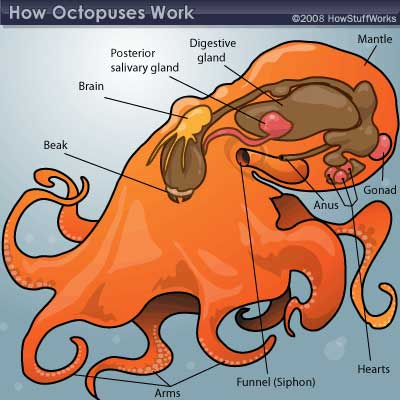 How Octopuses Work
©2008 HowStuffWorks
Mantle
Digestive
gland
Posterior
salivary gland
Brain
Beak
Anus
Gonad
Hearts
Funnel (Siphon)
Arms